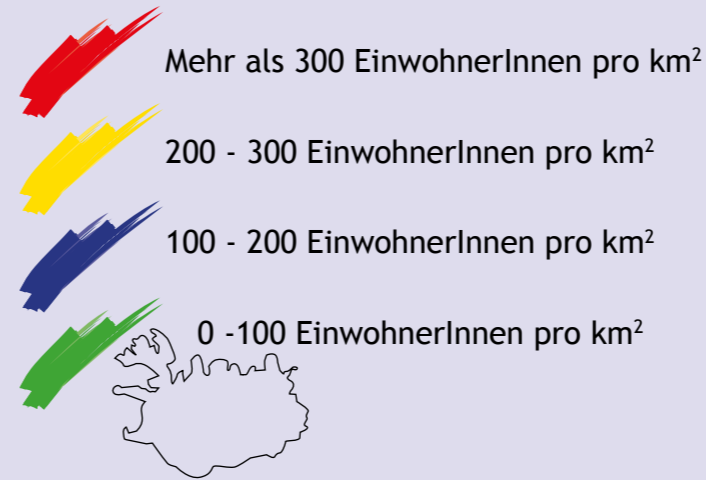 Mehr als 300 EinwohnerInnen pro km²
200 - 300 EinwohnerInnen pro km²
100 - 200 EinwohnerInnen pro km²
0 -100 EinwohnerInnen pro km²